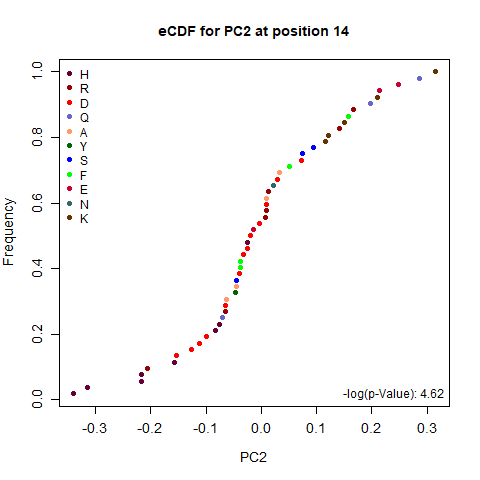 eCDF for PC2 at position 14
Frequency
1.0
0.8
0.6
0.4
0.2
0.0
H
R
D
Q
A
Y
S
F
E
N
K
-log(p-Value): 4.62
-0.3 -0.2 -0.1 0.0 0.1 0.2 0.3
PC2